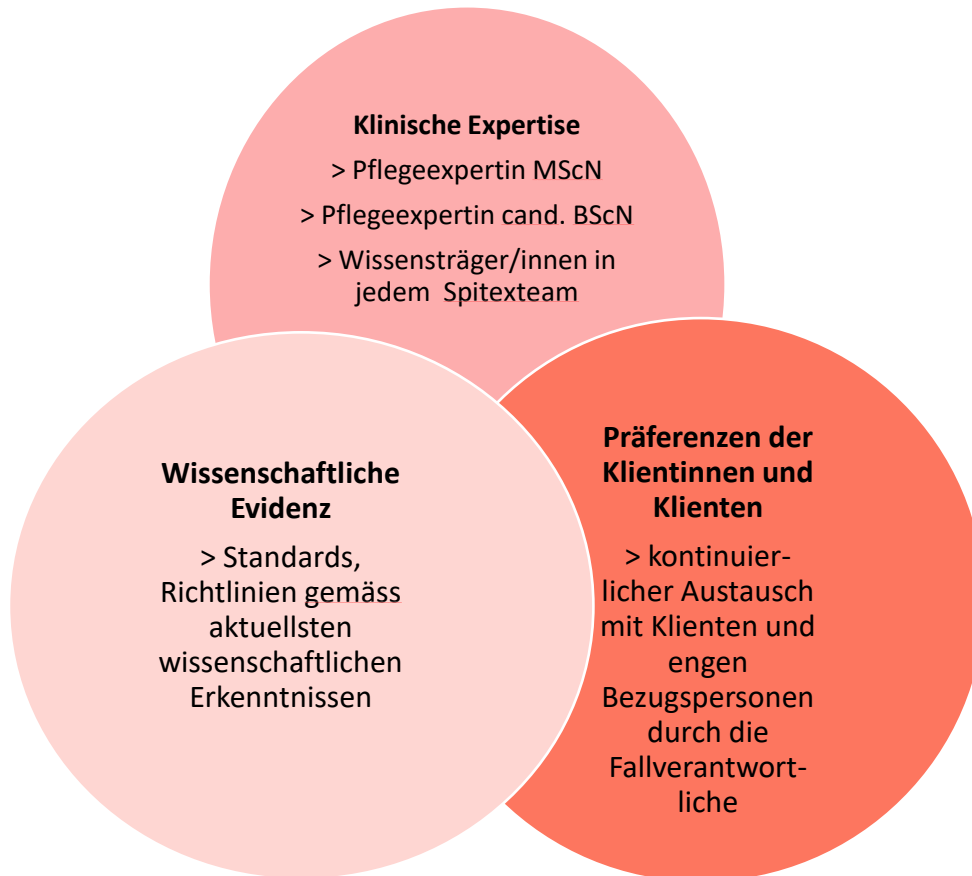 Klinische Expertise
> Pflegeexpertin MScN
> Pflegeexpertin cand. BScN
> Wissensträger/innen in
jedem  Spitexteam
Wissenschaftliche
Evidenz
> Standards,
Richtlinien gemäss
aktuellsten
wissenschaftlichen
Erkenntnissen
Präferenzen der
Klientinnen und
Klienten
> kontinuier-
licher Austausch
mit Klienten und
engen
Bezugspersonen
durch die
Fallverantwort-
liche